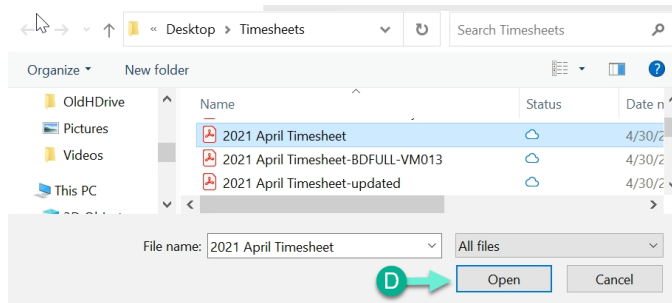 « Desktop > Timesheets
Search Timesheets
Organize
New folder
OldHDrive
Pictures
Videos
This PC
Name
Status
Date n
2021 April Timesheet
4/30/2
2021 April Timesheet-BDFULL-VM013
4/30/2
2021 April Timesheet-updated
4/30/2
File name:
2021 April Timesheet
All files
D
Open
Cancel